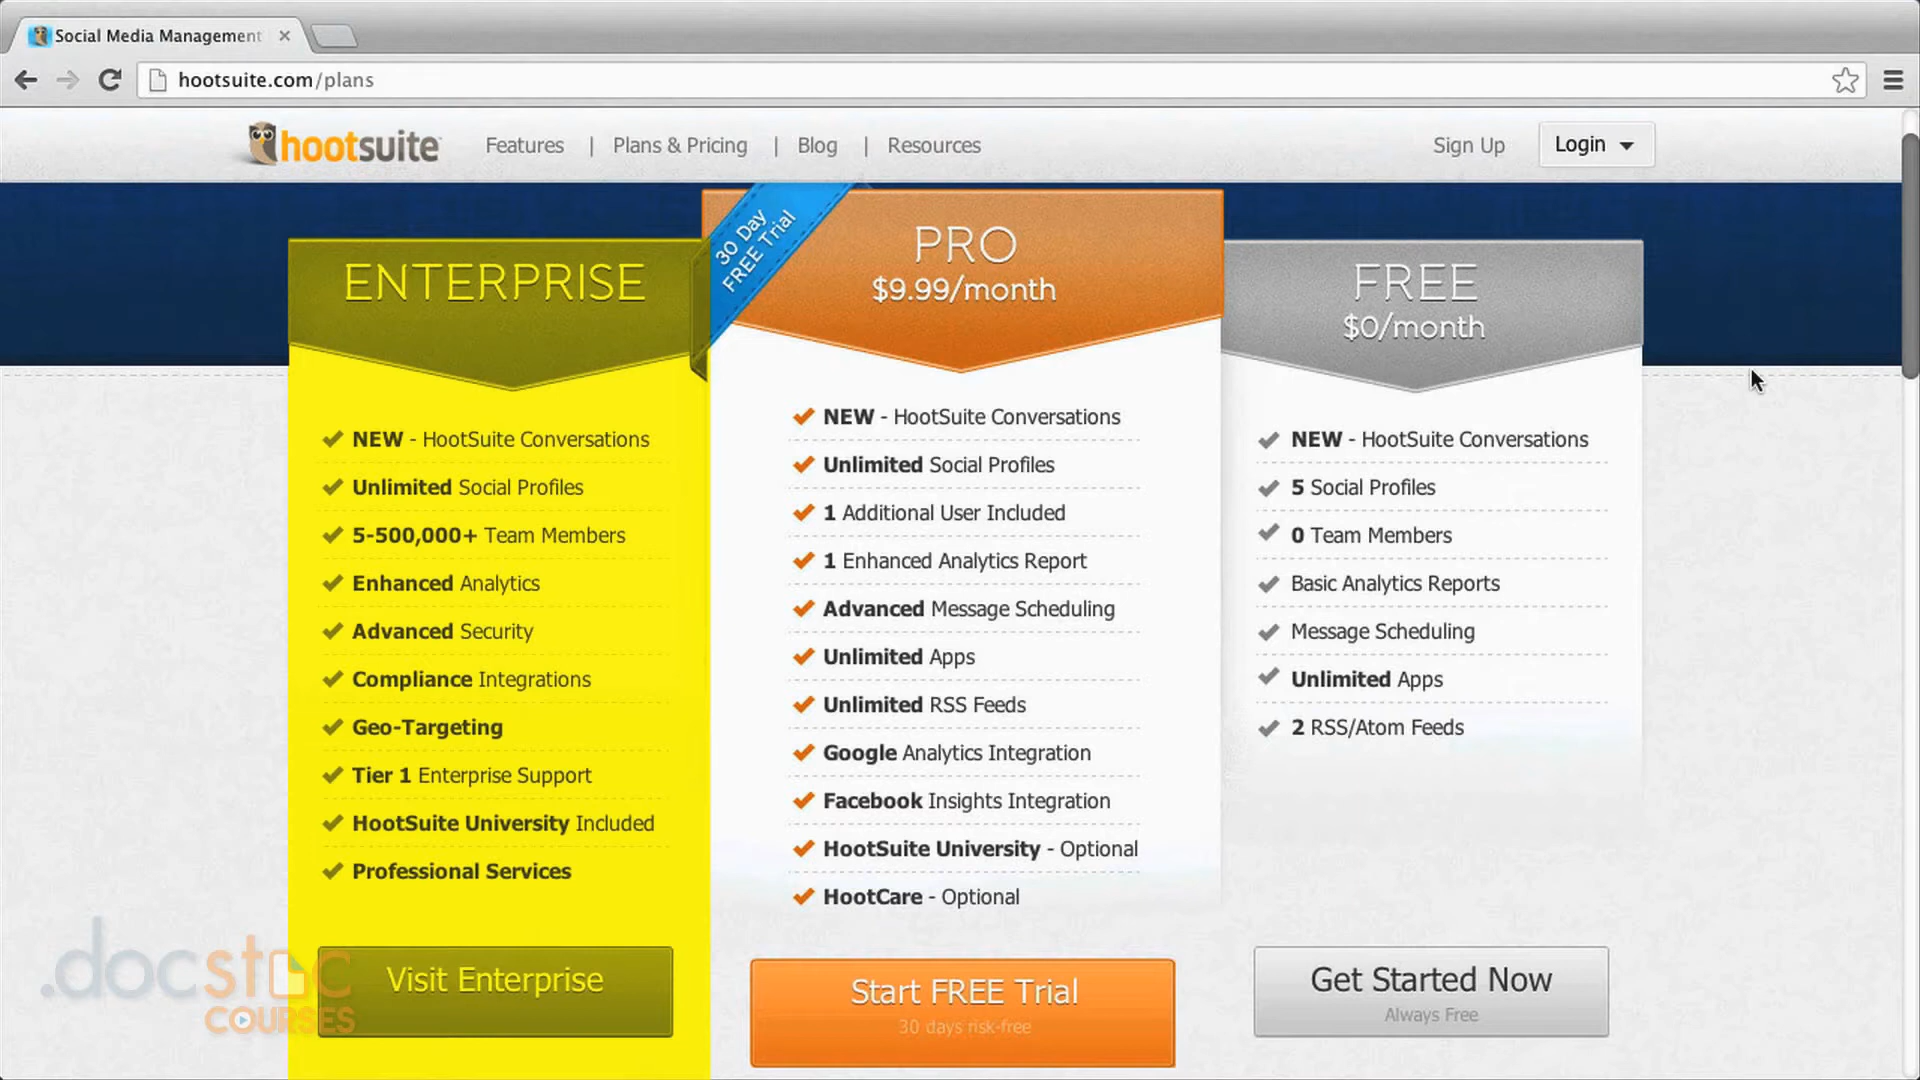 Social Media Management
hootsuite.com/plans
hootsuite
Features | Plans & Pricing | Blog | Resources
Sign Up
Login
ENTERPRISE
NEW - HootSuite Conversations
Unlimited Social Profiles
5-500,000+ Team Members
Enhanced Analytics
Advanced Security
Compliance Integrations
Geo-Targeting
Tier 1 Enterprise Support
HootSuite University Included
Professional Services
Visit Enterprise
30 Day
FREE Trial
PRO
$9.99/month
NEW - HootSuite Conversations
Unlimited Social Profiles
1 Additional User Included
1 Enhanced Analytics Report
Advanced Message Scheduling
Unlimited Apps
Unlimited RSS Feeds
Google Analytics Integration
Facebook Insights Integration
HootSuite University - Optional
HootCare - Optional
Start FREE Trial
30 days risk-free
FREE
$0/month
NEW - HootSuite Conversations
5 Social Profiles
0 Team Members
Basic Analytics Reports
Message Scheduling
Unlimited Apps
2 RSS/Atom Feeds
Get Started Now
Always Free
.docstoc
COURSES